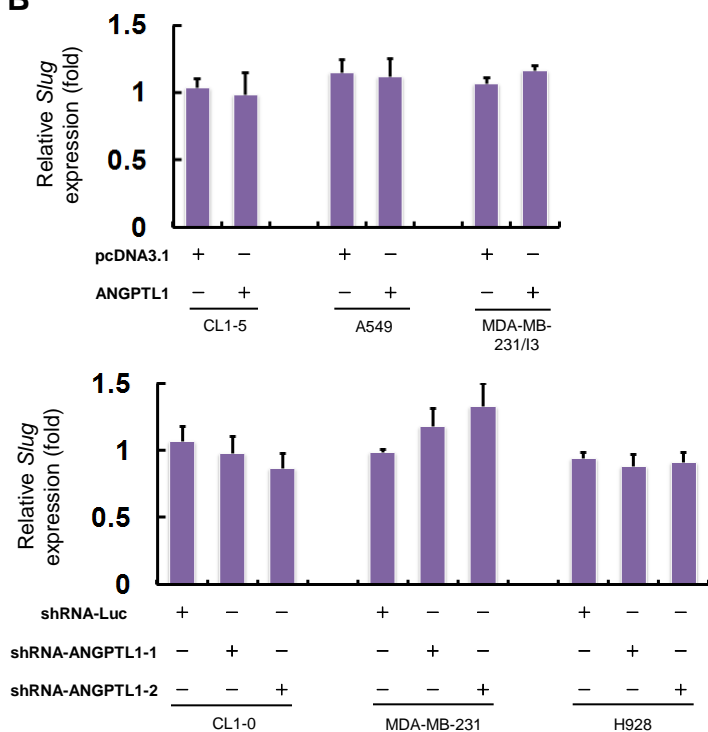 B
1.5
1
0.5
0
Relative Slug
expression (fold)
pcDNA3.1 + − + − + −
ANGPTL1 − + − + − +
CL1-5 A549 MDA-MB-
231/I3
1.5
1
0.5
0
Relative Slug
expression (fold)
shRNA-Luc + − − + − − + − −
shRNA-ANGPTL1-1 − + − − + − − + −
shRNA-ANGPTL1-2 − − + − − + − − +
CL1-0 MDA-MB-231 H928